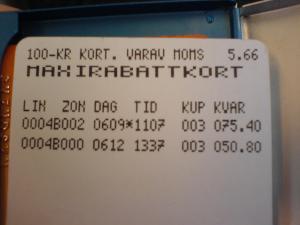 100-KR KORT. VARAV MOMS 5.66
MAXIRABATTKORT
LIN ZON DAG TID KUP KVAR
0004B002 0609*1107 003 075.40
0004B000 0612 1337 003 050.80